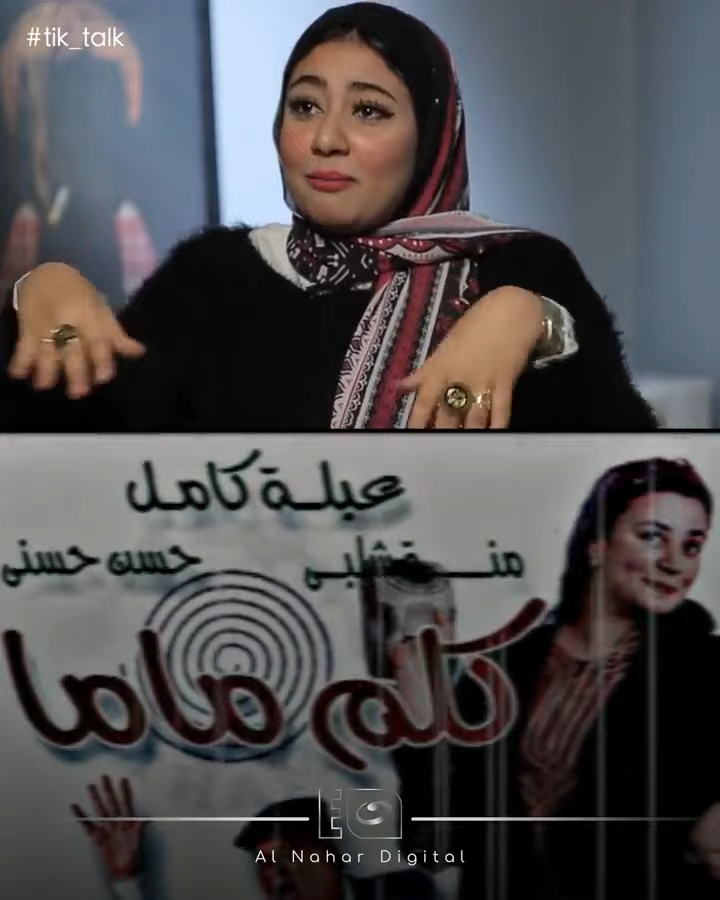 #tik_talk
عبلة كامل
منة شلبي حسن حسني
كلم ماما
Al Nahar Digital